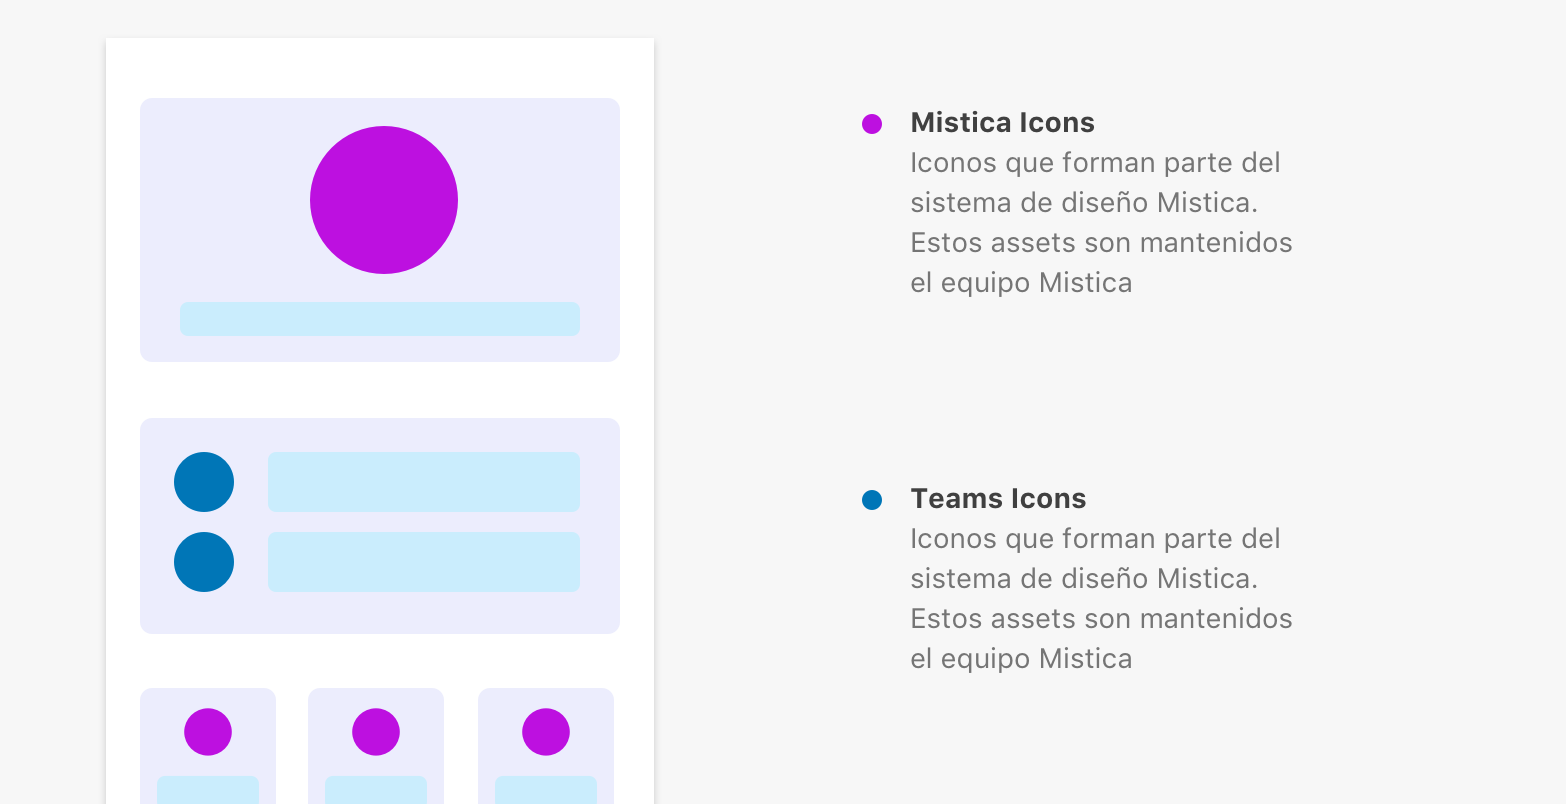 Mistica Icons
Iconos que forman parte del
sistema de diseño Mistica.
Estos assets son mantenidos
el equipo Mistica
Teams Icons
Iconos que forman parte del
sistema de diseño Mistica.
Estos assets son mantenidos
el equipo Mistica